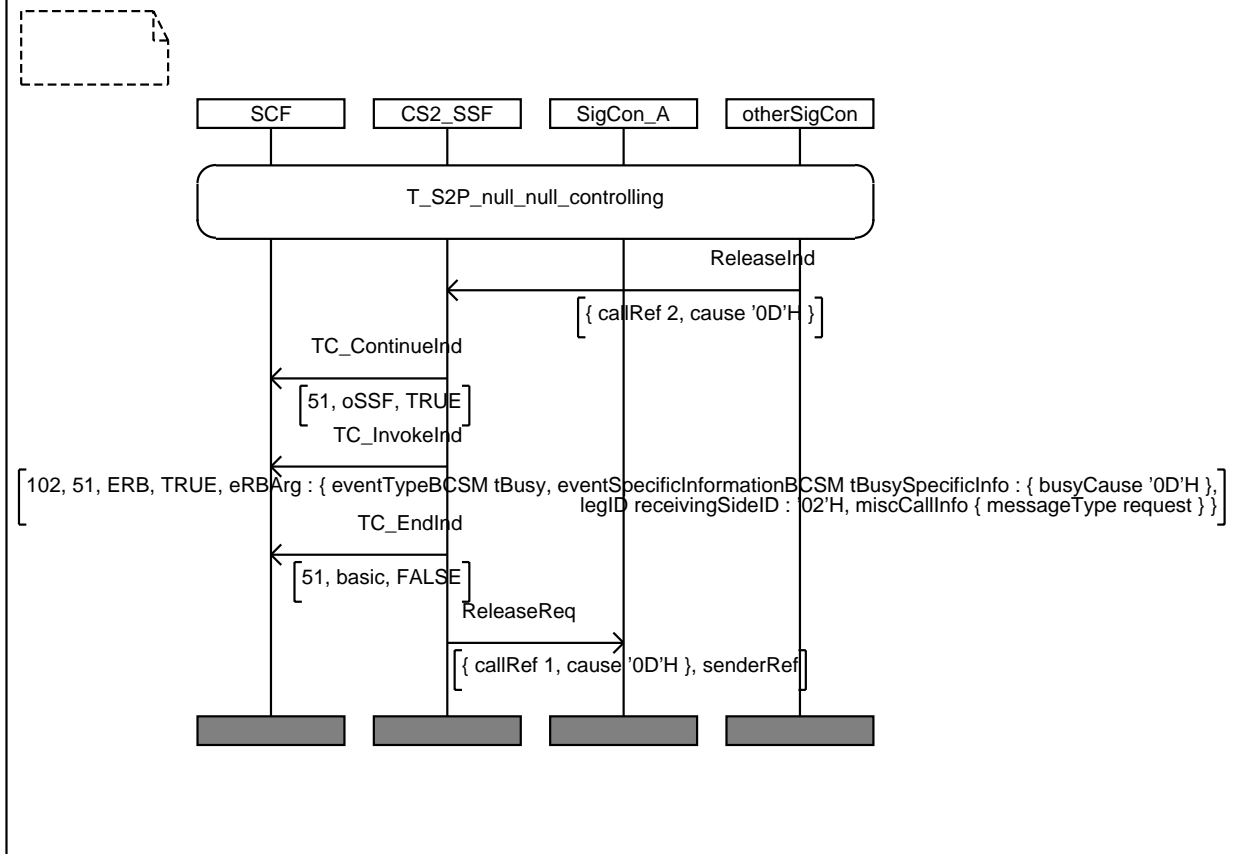 SCF CS2_SSF SigCon_A otherSigCon
T_S2P_null_null_controlling
ReleaseInd
{ callRef 2, cause ’0D’H }
TC_ContinueInd
51, oSSF, TRUE
TC_InvokeInd
102, 51, ERB, TRUE, eRBArg : { eventTypeBCSM tBusy, eventSpecificInformationBCSM tBusySpecificInfo : { busyCause ’0D’H },
legID receivingSideID : ’02’H, miscCallInfo { messageType request } }
TC_EndInd
51, basic, FALSE
ReleaseReq
{ callRef 1, cause ’0D’H }, senderRef